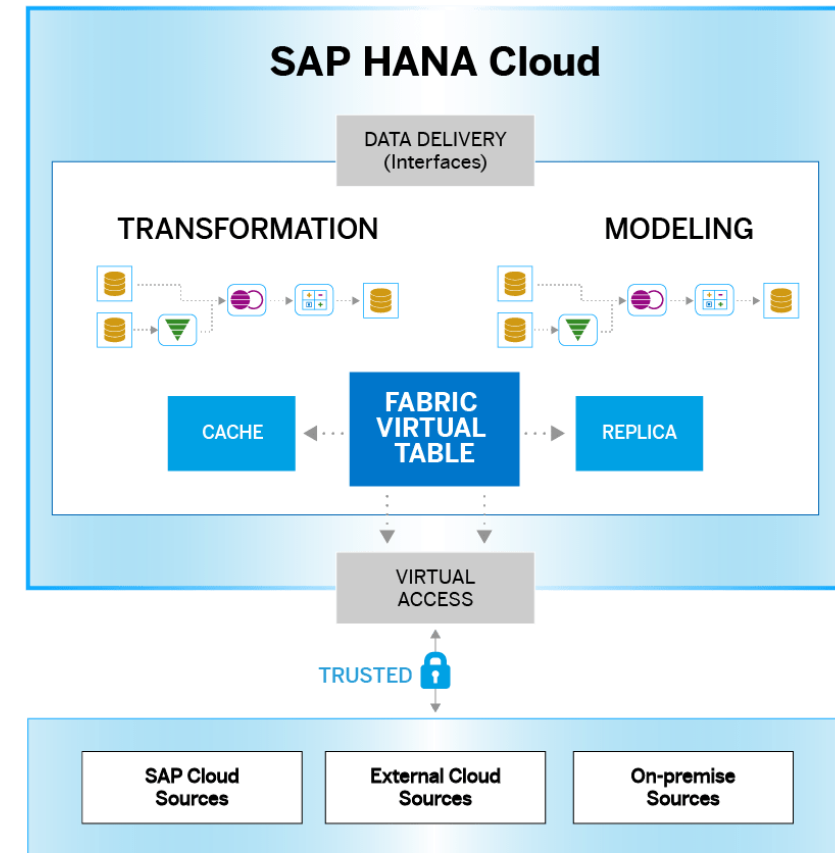 SAP HANA Cloud
DATA DELIVERY
(Interfaces)
TRANSFORMATION
MODELING
CACHE
FABRIC
VIRTUAL
TABLE
REPLICA
VIRTUAL
ACCESS
TRUSTED
SAP Cloud
Sources
External Cloud
Sources
On-premise
Sources